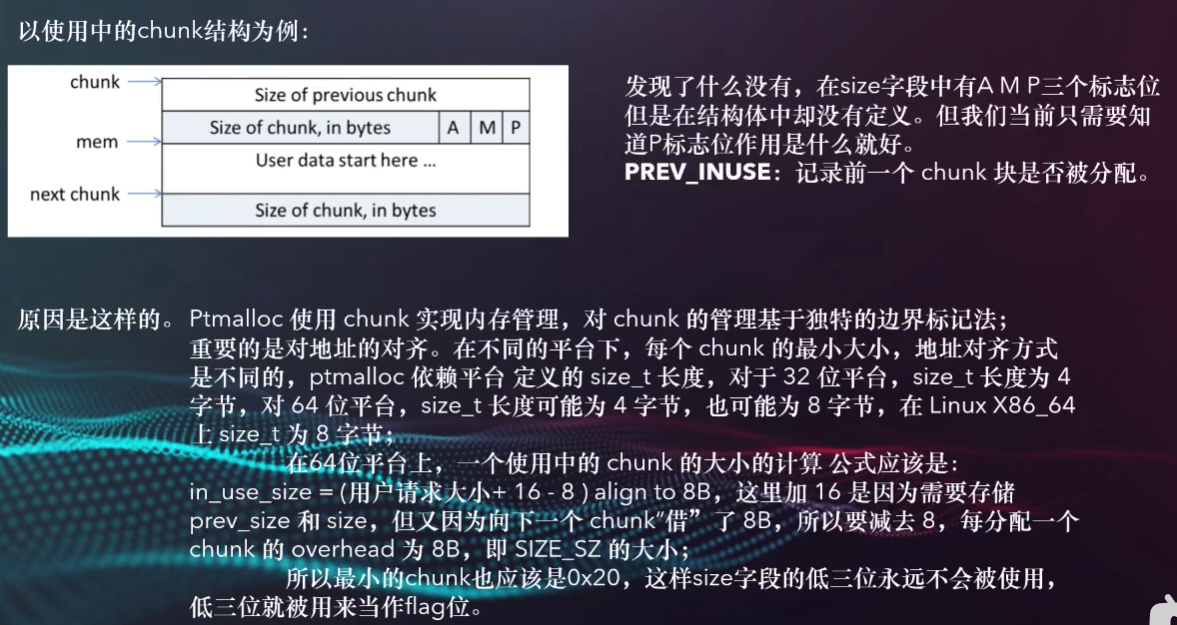 以使用中的chunk结构为例：
chunk
Size of previous chunk
Size of chunk, in bytes A M P
mem
User data start here ...
next chunk
Size of chunk, in bytes
发现了什么没有，在size字段中有A M P三个标志位
但是在结构体中却没有定义。但我们当前只需要知
道P标志位作用是什么就好。
PREV_INUSE：记录前一个 chunk 块是否被分配。
原因是这样的。 Ptmalloc 使用 chunk 实现内存管理，对 chunk 的管理基于独特的边界标记法；
重要的是对地址的对齐。在不同的平台下，每个 chunk 的最小大小，地址对齐方式
是不同的，ptmalloc 依赖平台 定义的 size_t 长度，对于 32 位平台，size_t 长度为 4
字节，对 64 位平台，size_t 长度可能为 4 字节，也可能为 8 字节，在 Linux X86_64
上 size_t 为 8 字节；
在64位平台上，一个使用中的 chunk 的大小的计算 公式应该是：
in_use_size = (用户请求大小+ 16 - 8 ) align to 8B，这里加 16 是因为需要存储
prev_size 和 size，但又因为向下一个 chunk“借” 了 8B，所以要减去 8，每分配一个
chunk 的 overhead 为 8B，即 SIZE_SZ 的大小；
所以最小的chunk也应该是0x20，这样size字段的低三位永远不会被使用，
低三位就被用来当作flag位。